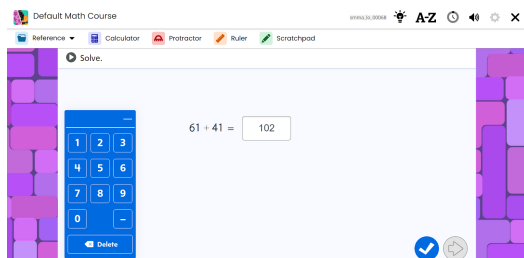 Default Math Course
smma_lo_00068
A-Z
Reference
Calculator
Protractor
Ruler
Scratchpad
Solve.
61 + 41 = 102
1 2 3
4 5 6
7 8 9
0 −
Delete